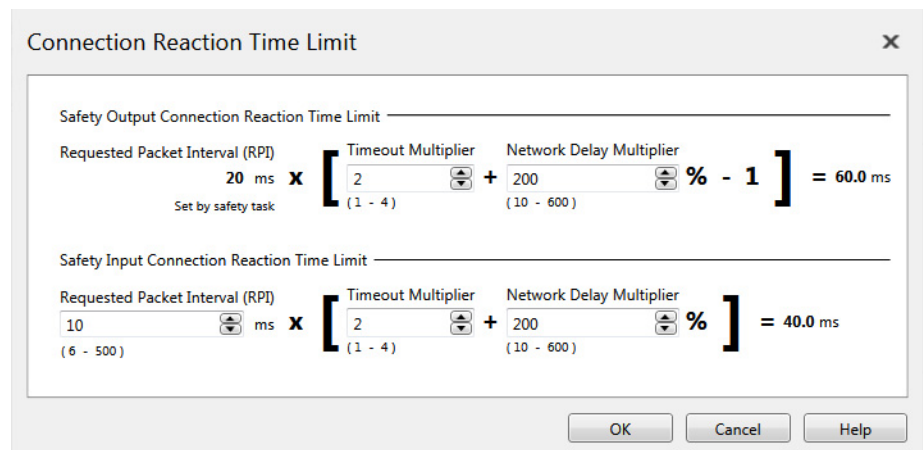 Connection Reaction Time Limit
Safety Output Connection Reaction Time Limit
Requested Packet Interval (RPI) Timeout Multiplier Network Delay Multiplier
20 ms X [ 2 + 200 % - 1 ] = 60.0 ms
Set by safety task (1 - 4) (10 - 600)
Safety Input Connection Reaction Time Limit
Requested Packet Interval (RPI) Timeout Multiplier Network Delay Multiplier
10 ms X [ 2 + 200 % ] = 40.0 ms
(6 - 500) (1 - 4) (10 - 600)
OK Cancel Help